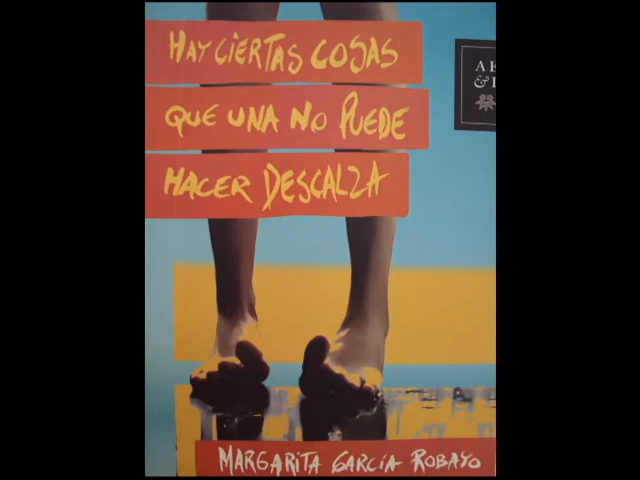 HAY CIERTAS COSAS
QUE UNA NO PUEDE
HACER DESCALZA
MARGARITA GARCÍA ROBAYO